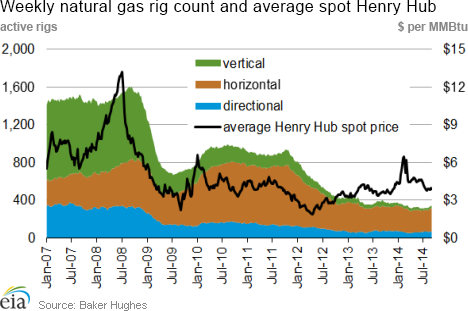 Weekly natural gas rig count and average spot Henry Hub
active rigs $ per MMBtu
2,000 $15
1,600 $12
1,200 $9
800 $6
400 $3
0 $0
vertical
horizontal
directional
average Henry Hub spot price
Jan-07 Jul-07 Jan-08 Jul-08 Jan-09 Jul-09 Jan-10 Jul-10 Jan-11 Jul-11 Jan-12 Jul-12 Jan-13 Jul-13 Jan-14 Jul-14
eia Source: Baker Hughes